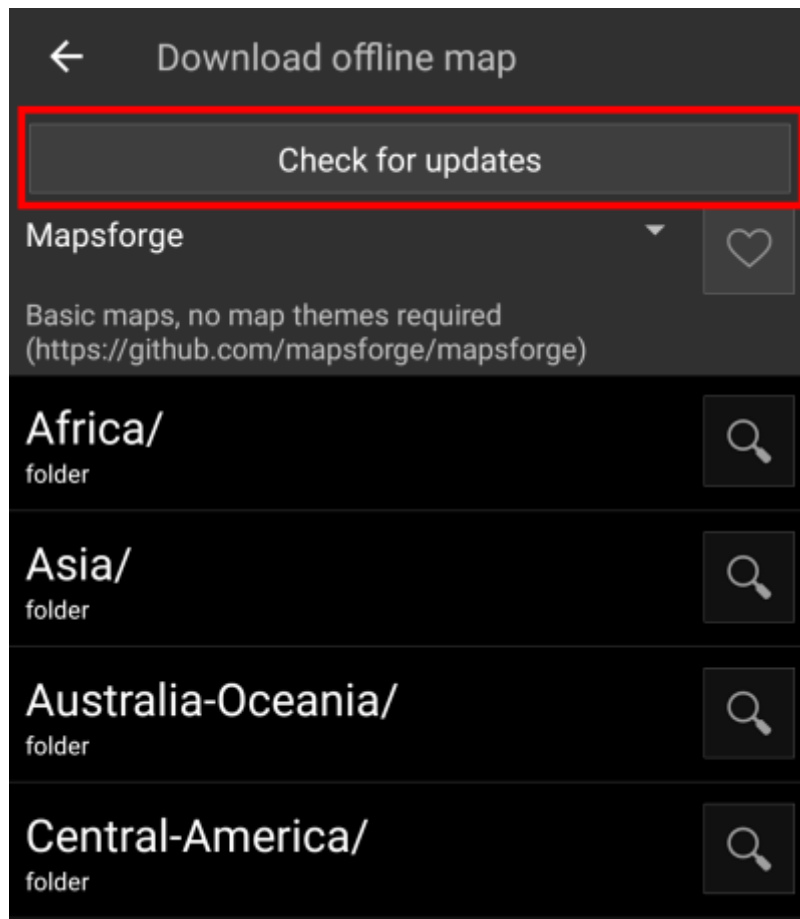 Download offline map
Check for updates
Mapsforge
Basic maps, no map themes required
(https://github.com/mapsforge/mapsforge)
Africa/
folder
Asia/
folder
Australia-Oceania/
folder
Central-America/
folder